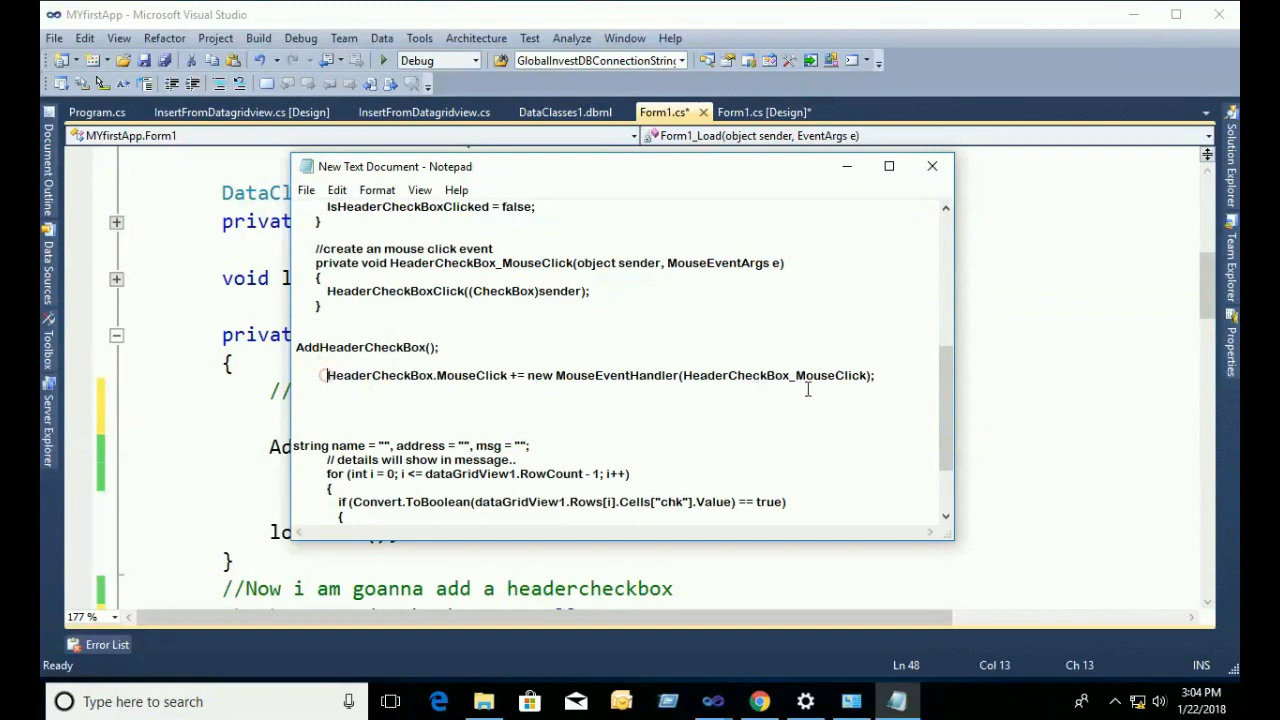 MYfirstApp - Microsoft Visual Studio
File Edit View Refactor Project Build Debug Team Data Tools Architecture Test Analyze Window Help
Debug GlobalInvestDBConnectionString
Program.cs InsertFromDatagridview.cs [Design] InsertFromDatagridview.cs DataClasses1.dbml Form1.cs* Form1.cs [Design]*
MYfirstApp.Form1 Form1_Load(object sender, EventArgs e)
Document Outline
Data Sources
Toolbox
Server Explorer
Solution Explorer
Team Explorer
Properties
DataCl
privat
void l
privat
{
//
Ad
lo
}
//Now i am goanna add a headercheckbox
New Text Document - Notepad
File Edit Format View Help
IsHeaderCheckBoxClicked = false;
}
//create an mouse click event
private void HeaderCheckBox_MouseClick(object sender, MouseEventArgs e)
{
HeaderCheckBoxClick((CheckBox)sender);
}
AddHeaderCheckBox();
HeaderCheckBox.MouseClick += new MouseEventHandler(HeaderCheckBox_MouseClick);
string name = "", address = "", msg = "";
// details will show in message..
for (int i = 0; i <= dataGridView1.RowCount - 1; i++)
{
if (Convert.ToBoolean(dataGridView1.Rows[i].Cells["chk"].Value) == true)
{
177 %
Error List
Ready Ln 48 Col 13 Ch 13 INS
Type here to search
3:04 PM
1/22/2018